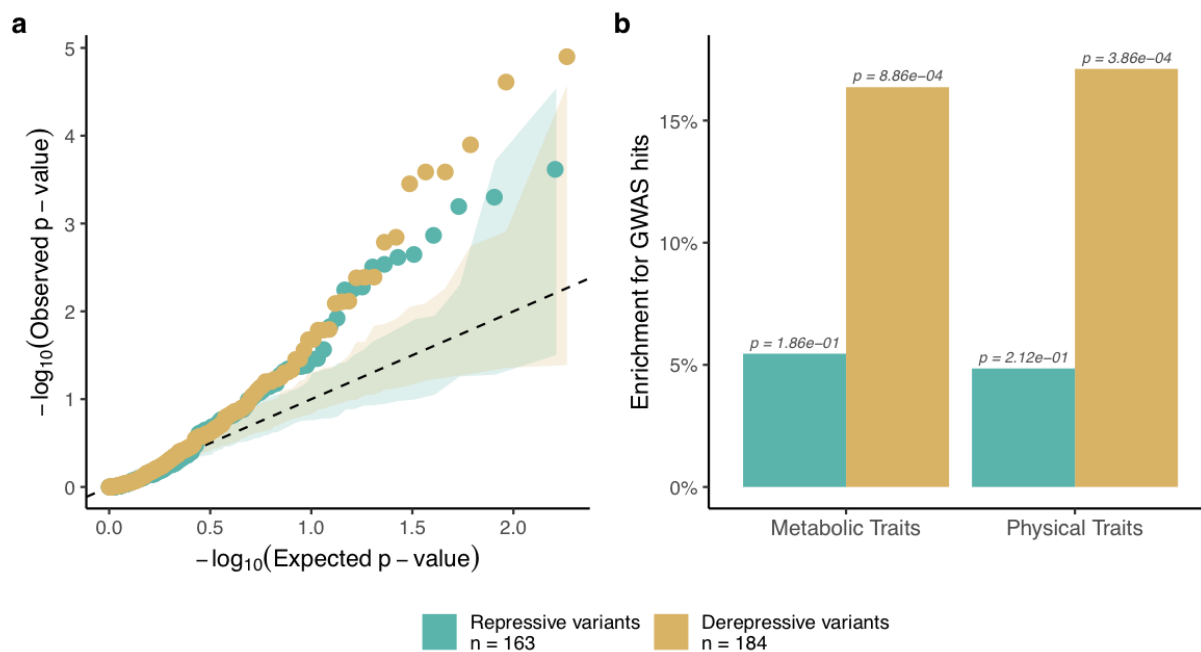 a
5
4
3
2
1
0
−log10(Observed p − value)
0.0 0.5 1.0 1.5 2.0
−log10(Expected p − value)
b
15%
10%
5%
0%
Enrichment for GWAS hits
p = 1.86e−01
p = 8.86e−04
p = 2.12e−01
p = 3.86e−04
Metabolic Traits Physical Traits
Repressive variants
n = 163
Derepressive variants
n = 184